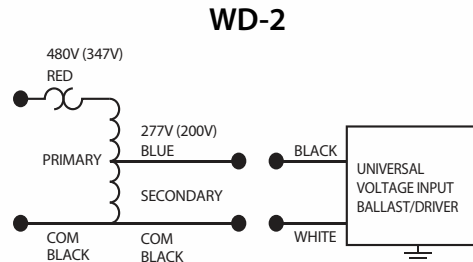 WD-2
480V (347V)
RED
277V (200V)
BLUE
PRIMARY
SECONDARY
COM
BLACK
COM
BLACK
BLACK
WHITE
UNIVERSAL
VOLTAGE INPUT
BALLAST/DRIVER